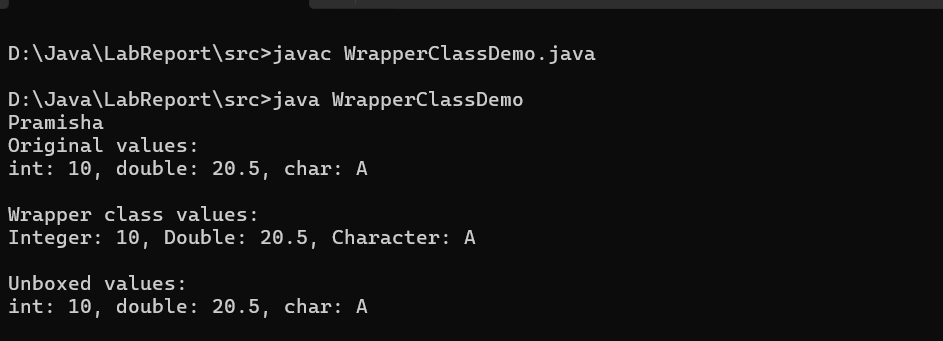 D:\Java\LabReport\src>javac WrapperClassDemo.java
D:\Java\LabReport\src>java WrapperClassDemo
Pramisha
Original values:
int: 10, double: 20.5, char: A
Wrapper class values:
Integer: 10, Double: 20.5, Character: A
Unboxed values:
int: 10, double: 20.5, char: A